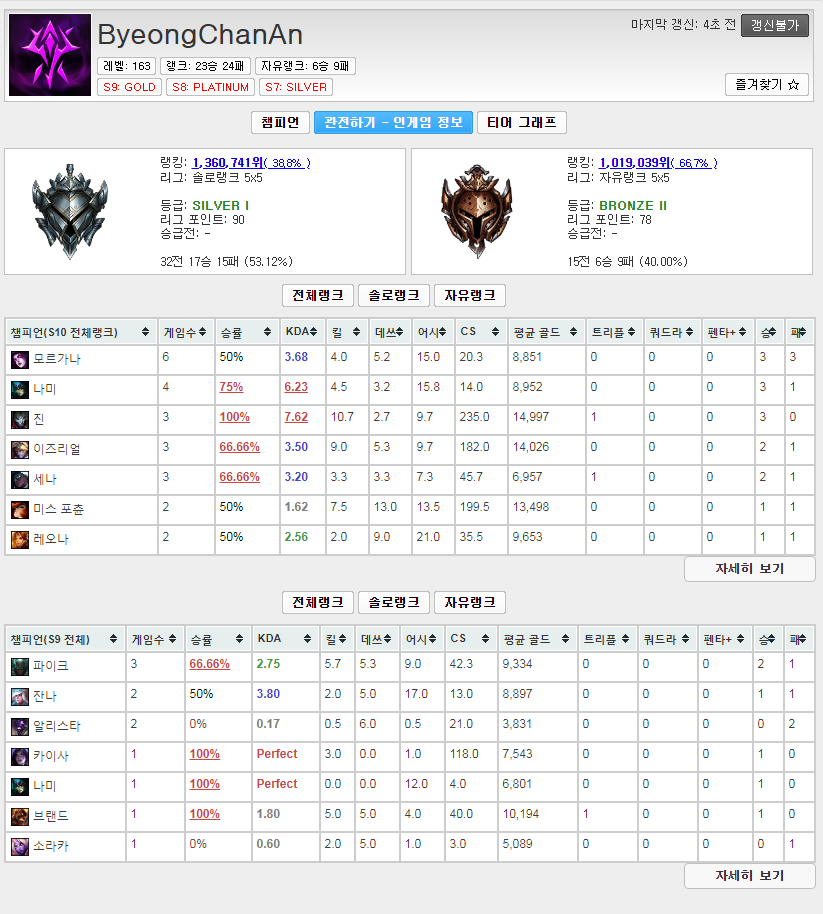 ByeongChanAn
마지막 갱신: 4초 전 갱신불가
레벨: 163 랭크: 23승 24패 자유랭크: 6승 9패
S9: GOLD S8: PLATINUM S7: SILVER
즐겨찾기 ☆
챔피언 관전하기 - 인게임 정보 티어 그래프
랭킹: 1,360,741위( 38,8% )
리그: 솔로랭크 5x5
등급: SILVER I
리그 포인트: 90
승급전: -
32전 17승 15패 (53.12%)
랭킹: 1,019,039위( 66,7% )
리그: 자유랭크 5x5
등급: BRONZE II
리그 포인트: 78
승급전: -
15전 6승 9패 (40.00%)
전체랭크 솔로랭크 자유랭크
챔피언(S10 전체랭크) 게임수 승률 KDA 킬 데쓰 어시 CS 평균 골드 트리플 쿼드라 펜타+ 승 패
모르가나 6 50% 3.68 4.0 5.2 15.0 20.3 8,851 0 0 0 3 3
나미 4 75% 6.23 4.5 3.2 15.8 14.0 8,952 0 0 0 3 1
진 3 100% 7.62 10.7 2.7 9.7 235.0 14,997 1 0 0 3 0
이즈리얼 3 66.66% 3.50 9.0 5.3 9.7 182.0 14,026 0 0 0 2 1
세나 3 66.66% 3.20 3.3 3.3 7.3 45.7 6,957 1 0 0 2 1
미스 포츈 2 50% 1.62 7.5 13.0 13.5 199.5 13,498 0 0 0 1 1
레오나 2 50% 2.56 2.0 9.0 21.0 35.5 9,653 0 0 0 1 1
자세히 보기
전체랭크 솔로랭크 자유랭크
챔피언(S9 전체) 게임수 승률 KDA 킬 데쓰 어시 CS 평균 골드 트리플 쿼드라 펜타+ 승 패
파이크 3 66.66% 2.75 5.7 5.3 9.0 42.3 9,334 0 0 0 2 1
잔나 2 50% 3.80 2.0 5.0 17.0 13.0 8,897 0 0 0 1 1
알리스타 2 0% 0.17 0.5 6.0 0.5 21.0 3,831 0 0 0 0 2
카이사 1 100% Perfect 3.0 0.0 1.0 118.0 7,543 0 0 0 1 0
나미 1 100% Perfect 0.0 0.0 12.0 4.0 6,801 0 0 0 1 0
브랜드 1 100% 1.80 5.0 5.0 4.0 40.0 10,194 1 0 0 1 0
소라카 1 0% 0.60 2.0 5.0 1.0 3.0 5,089 0 0 0 0 1
자세히 보기